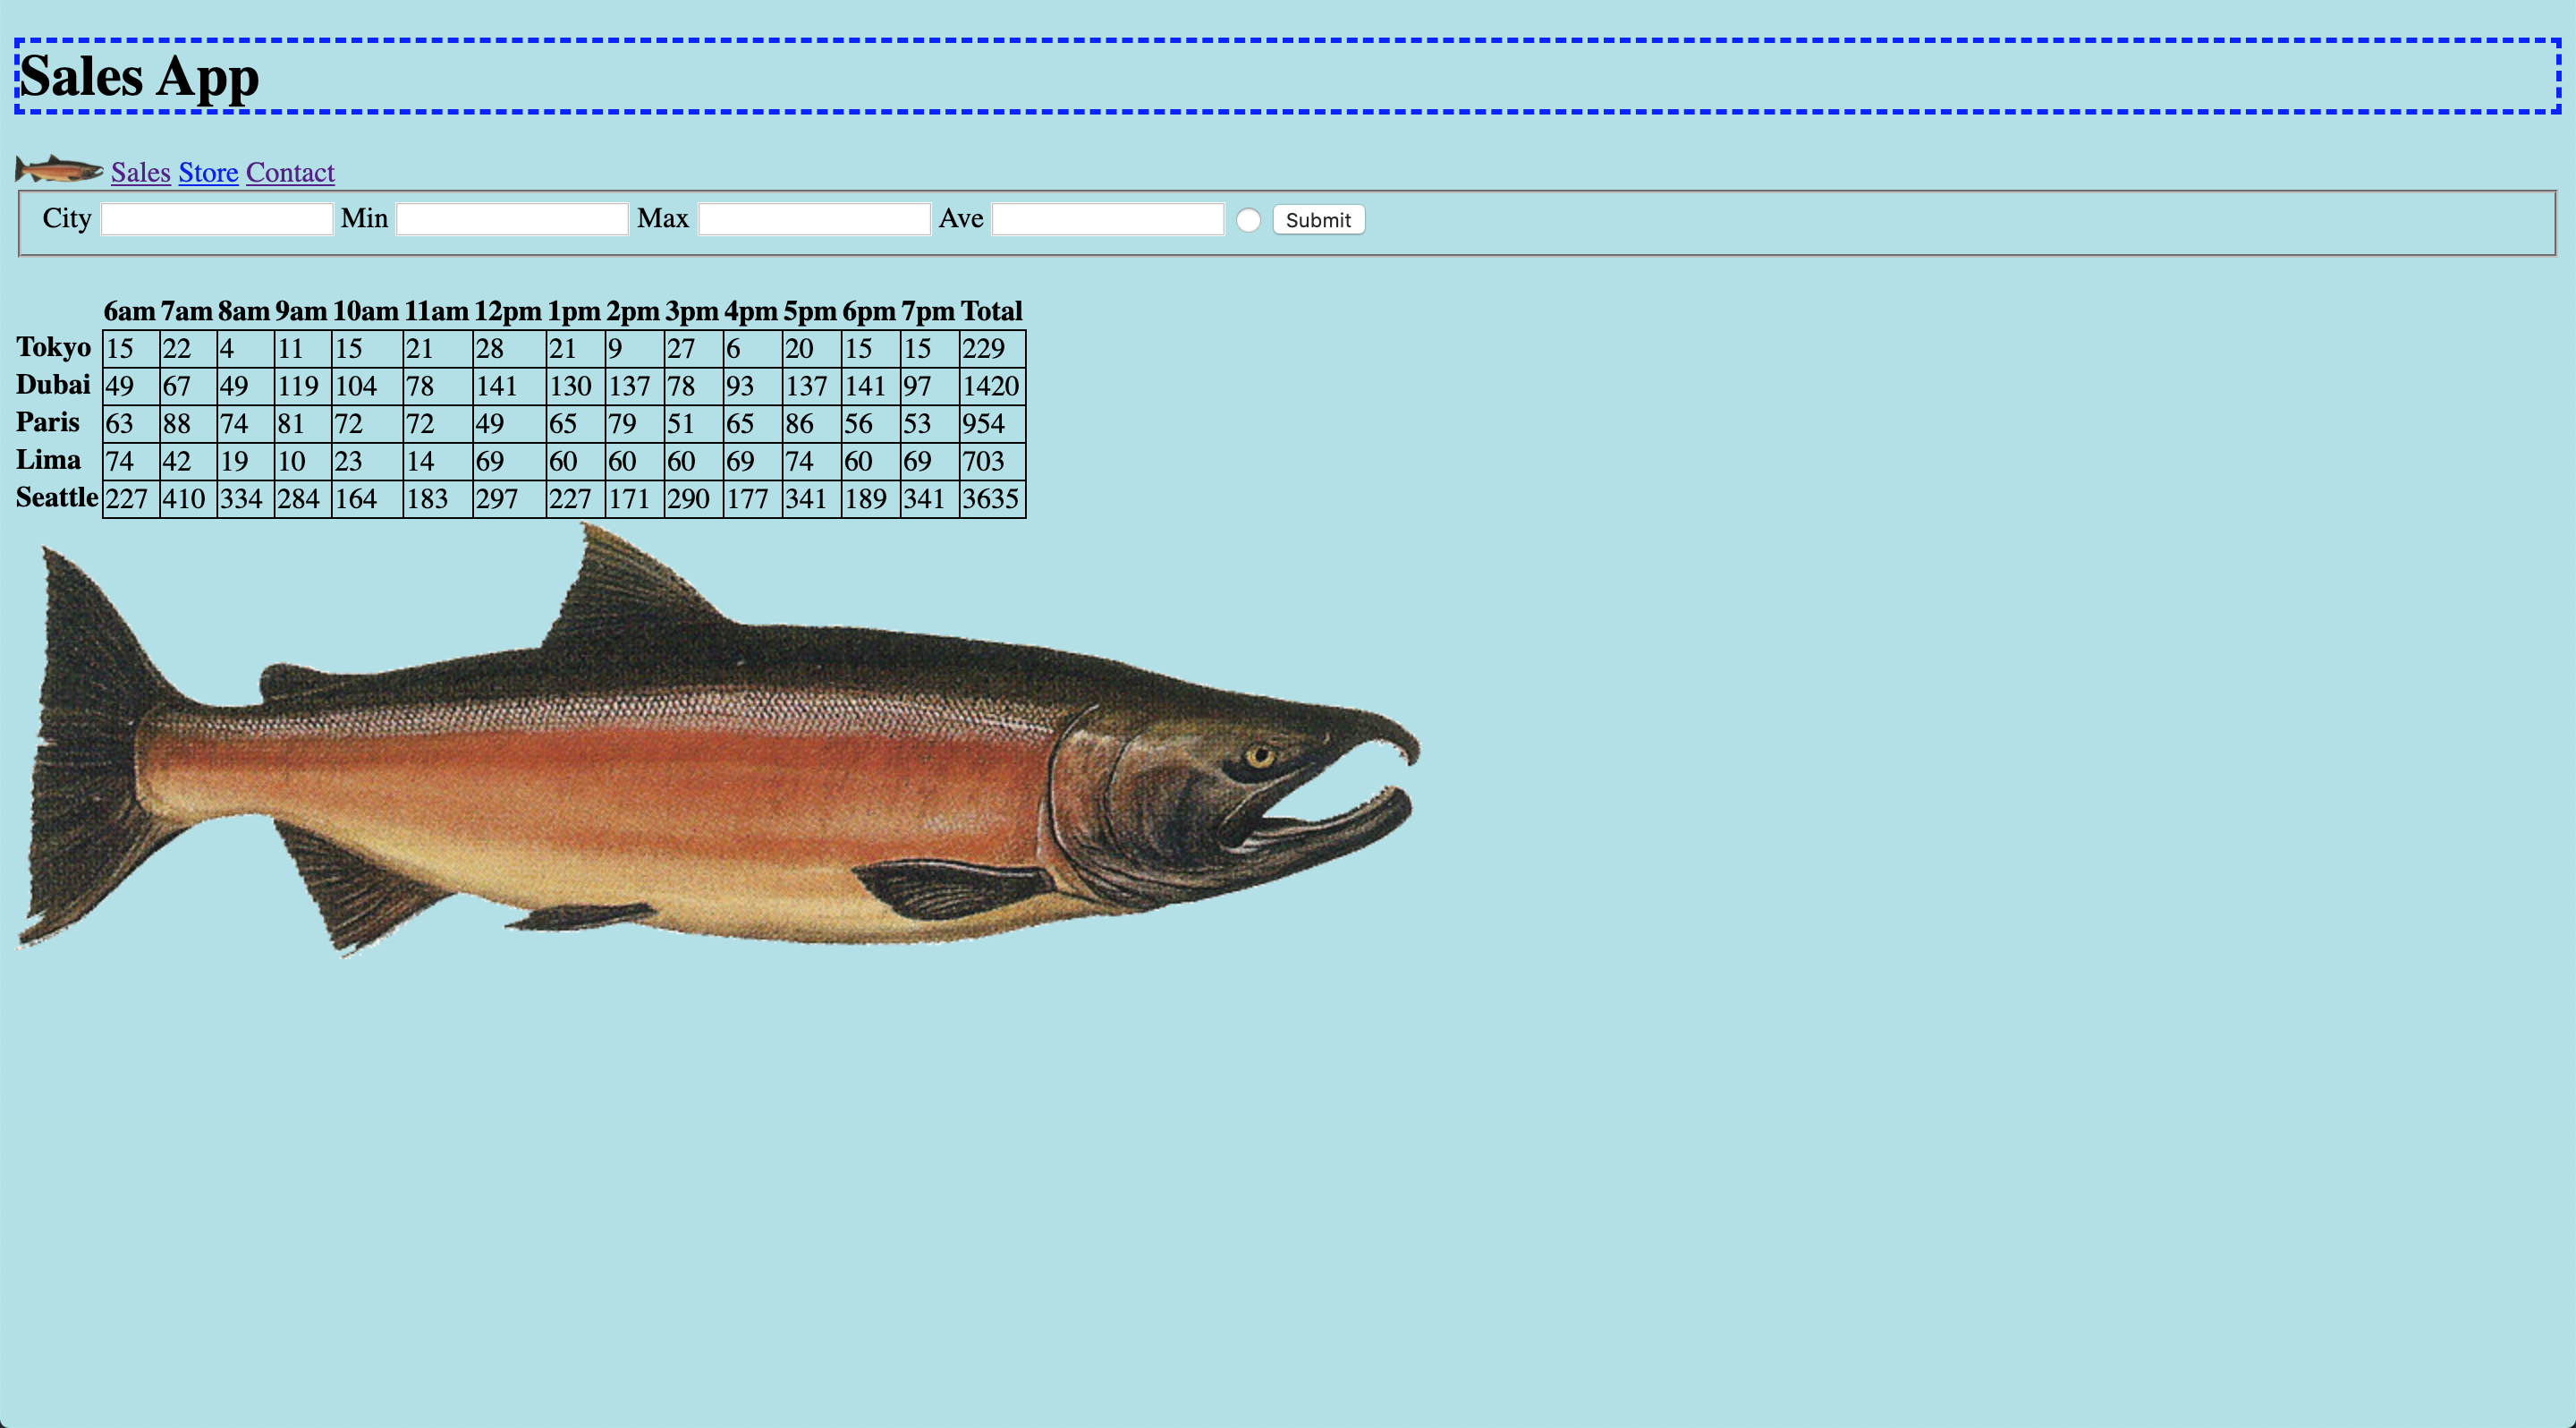 Sales App
Sales Store Contact
City Min Max Ave Submit
6am 7am 8am 9am 10am 11am 12pm 1pm 2pm 3pm 4pm 5pm 6pm 7pm Total
Tokyo 15 22 4 11 15 21 28 21 9 27 6 20 15 15 229
Dubai 49 67 49 119 104 78 141 130 137 78 93 137 141 97 1420
Paris 63 88 74 81 72 72 49 65 79 51 65 86 56 53 954
Lima 74 42 19 10 23 14 69 60 60 60 69 74 60 69 703
Seattle 227 410 334 284 164 183 297 227 171 290 177 341 189 341 3635